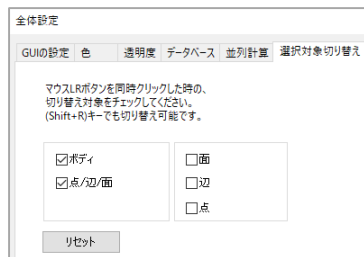 全体設定
GUIの設定 色 透明度 データベース 並列計算 選択対象切り替え
マウスLRボタンを同時クリックした時の、
切り替え対象をチェックしてください。
(Shift+R)キーでも切り替え可能です。
ボディ
点/辺/面
面
辺
点
リセット